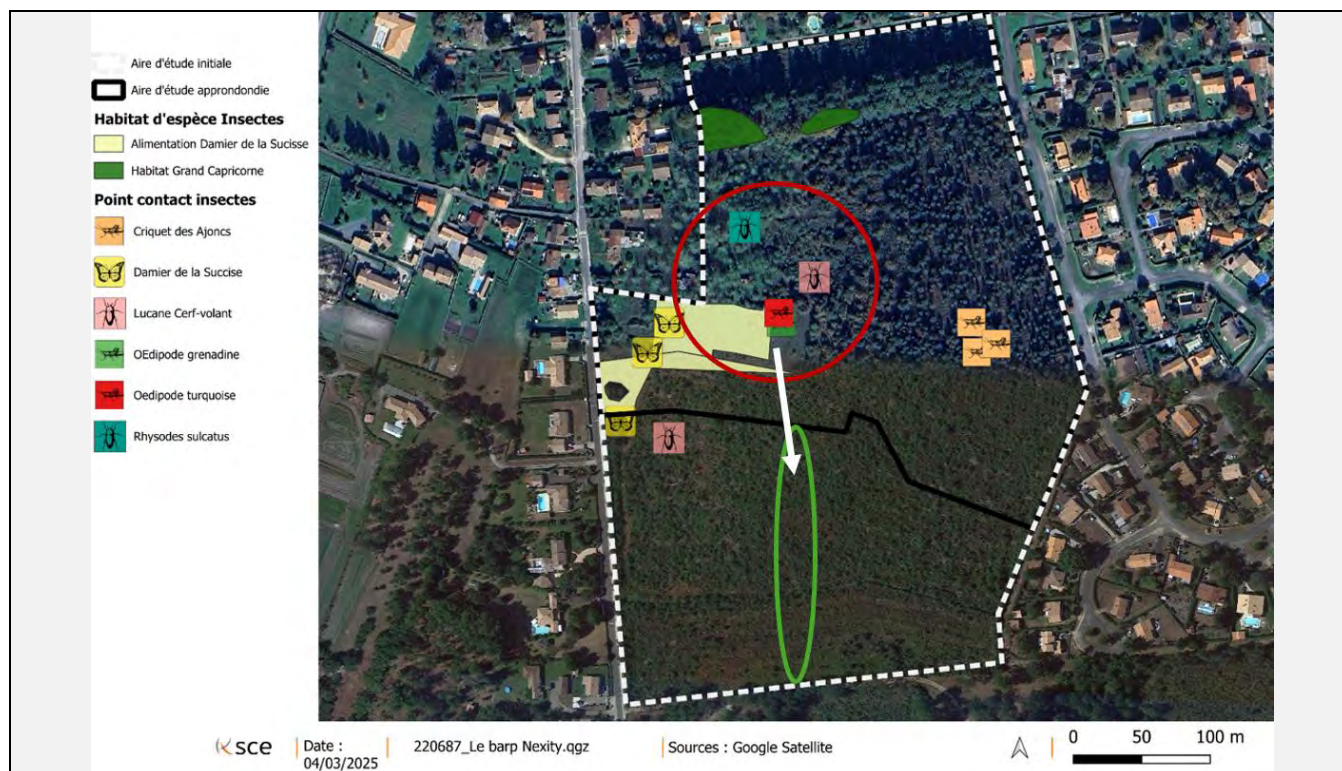 Aire d'étude initiale
Aire d'étude approndondie
Habitat d'espèce Insectes
Alimentation Damier de la Sucisse
Habitat Grand Capricorne
Point contact insectes
Criquet des Ajoncs
Damier de la Succise
Lucane Cerf-volant
OEdipode grenadine
Oedipode turquoise
Rhysodes sulcatus
sce
Date :
04/03/2025
220687_Le barp Nexity.qgz
Sources : Google Satellite
0 50 100 m